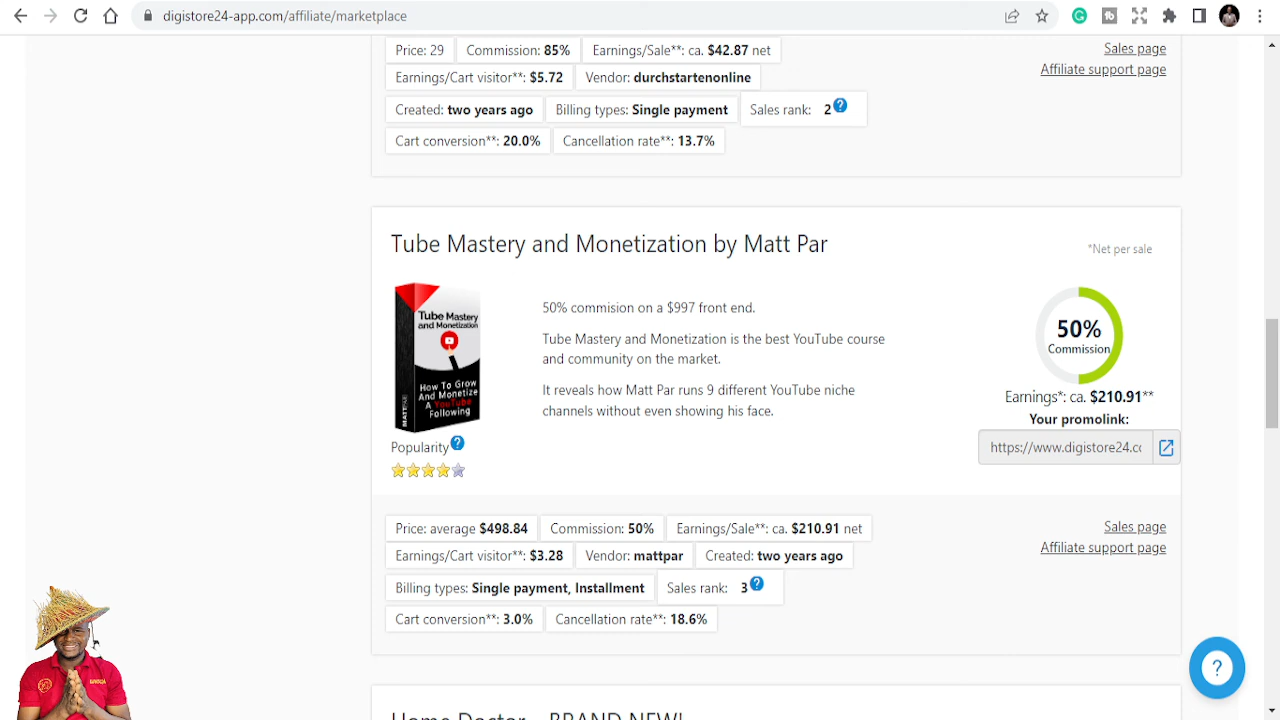 digistore24-app.com/affiliate/marketplace
Price: 29 Commission: 85% Earnings/Sale**: ca. $42.87 net
Sales page
Earnings/Cart visitor**: $5.72 Vendor: durchstartenonline
Affiliate support page
Created: two years ago Billing types: Single payment Sales rank: 2 ?
Cart conversion**: 20.0% Cancellation rate**: 13.7%
Tube Mastery and Monetization by Matt Par
*Net per sale
Tube Mastery
and Monetization
How To Grow
And Monetize
A YouTube
Following
MATT PAR
50% commision on a $997 front end.
Tube Mastery and Monetization is the best YouTube course
and community on the market.
It reveals how Matt Par runs 9 different YouTube niche
channels without even showing his face.
50%
Commission
Earnings*: ca. $210.91**
Your promolink:
https://www.digistore24.cc
Popularity ?
Price: average $498.84 Commission: 50% Earnings/Sale**: ca. $210.91 net
Sales page
Earnings/Cart visitor**: $3.28 Vendor: mattpar Created: two years ago
Affiliate support page
Billing types: Single payment, Installment Sales rank: 3 ?
Cart conversion**: 3.0% Cancellation rate**: 18.6%
?
Home Doctor - BRAND NEW!